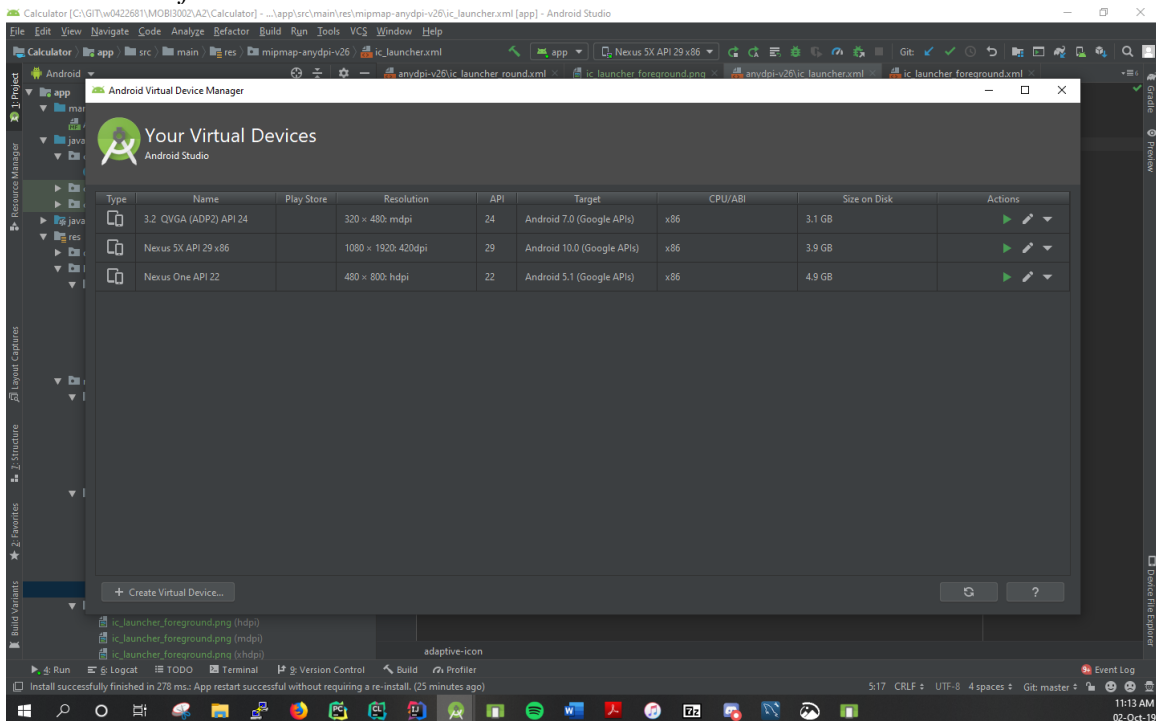 Calculator [C:\GIT\w0422681\MOBI3002\A2\Calculator] - ...\app\src\main\res\mipmap-anydpi-v26\ic_launcher.xml [app] - Android Studio
File Edit View Navigate Code Analyze Refactor Build Run Tools VCS Window Help
Calculator app src main res mipmap-anydpi-v26 ic_launcher.xml app Nexus 5X API 29 x86 Git:
1: Project
Android
anydpi-v26\ic_launcher_round.xml ic_launcher_foreground.png anydpi-v26\ic_launcher.xml ic_launcher_foreground.xml
Gradle
app
Android Virtual Device Manager
Your Virtual Devices
Android Studio
java
Preview
Resource Manager
Type Name Play Store Resolution API Target CPU/ABI Size on Disk Actions
3.2 QVGA (ADP2) API 24 320 × 480: mdpi 24 Android 7.0 (Google APIs) x86 3.1 GB
java
res
Nexus 5X API 29 x86 1080 × 1920: 420dpi 29 Android 10.0 (Google APIs) x86 3.9 GB
Nexus One API 22 480 × 800: hdpi 22 Android 5.1 (Google APIs) x86 4.9 GB
Layout Captures
7: Structure
2: Favorites
Build Variants
Device File Explorer
+ Create Virtual Device... ?
ic_launcher_foreground.png (hdpi)
ic_launcher_foreground.png (mdpi)
ic_launcher_foreground.png (xhdpi)
adaptive-icon
4: Run 6: Logcat TODO Terminal 9: Version Control Build Profiler Event Log
Install successfully finished in 278 ms.: App restart successful without requiring a re-install. (25 minutes ago) 5:17 CRLF UTF-8 4 spaces Git: master
11:13 AM
02-Oct-19